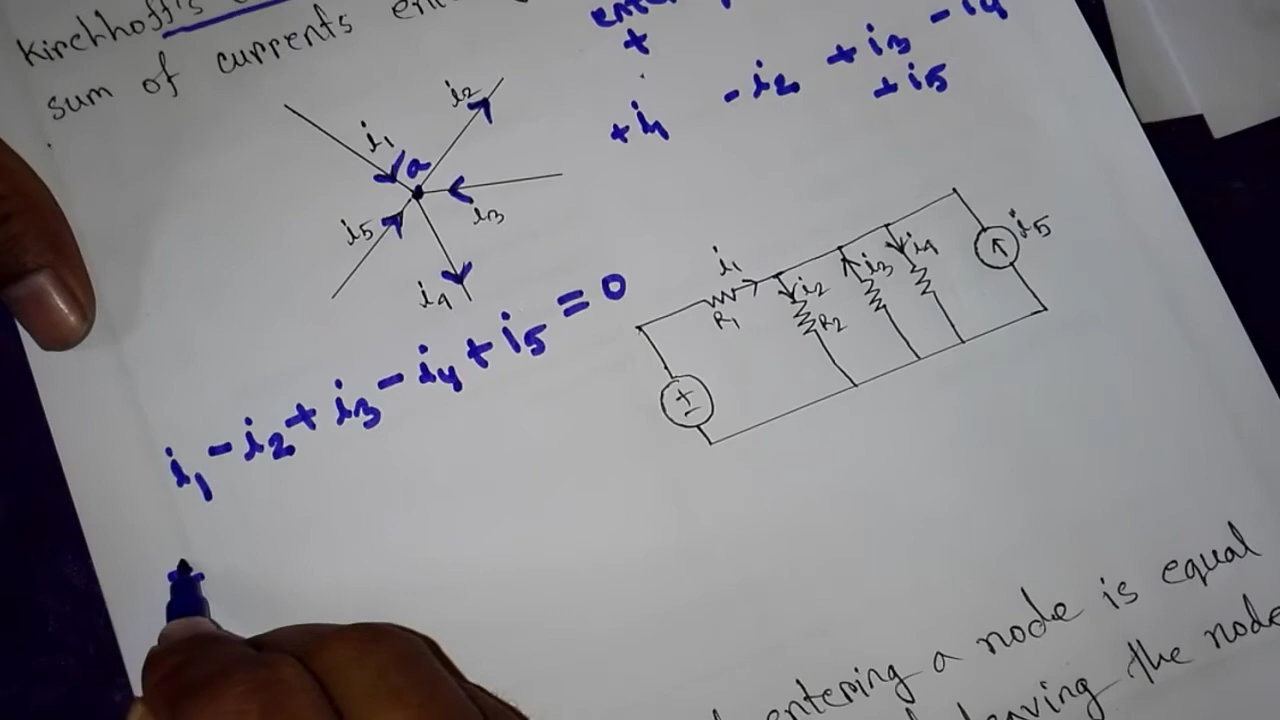 Kirchhoff's
sum of currents
+
+i1 -i2 +i3 -i4
+i5
i1
i2
a
i3
i5
i4
i1 - i2 + i3 - i4 + i5 = 0
i1
R1
i2
R2
i3
i4
i5
+
-
entering a node is equal
leaving the node